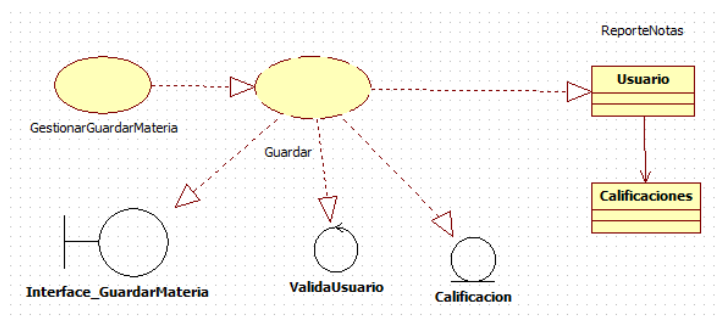 ReporteNotas
Usuario
GestionarGuardarMateria
Guardar
Calificaciones
Interface_GuardarMateria
ValidaUsuario
Calificacion